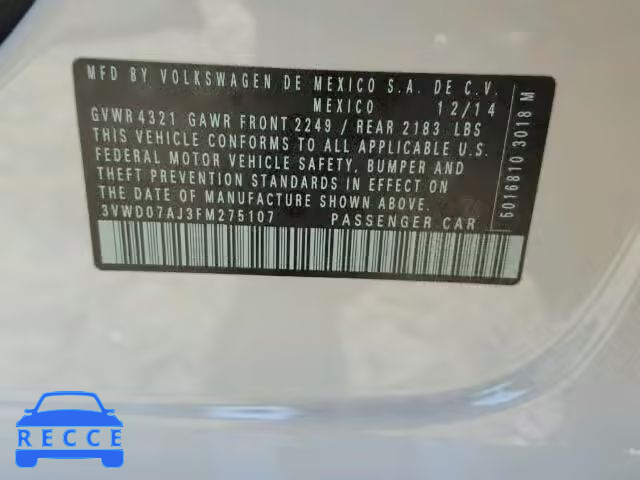 MFD BY VOLKSWAGEN DE MEXICO S.A. DE C.V.
MEXICO 12/14
GVWR 4321 GAWR FRONT 2249 / REAR 2183 LBS
THIS VEHICLE CONFORMS TO ALL APPLICABLE U.S.
FEDERAL MOTOR VEHICLE SAFETY, BUMPER AND
THEFT PREVENTION STANDARDS IN EFFECT ON
THE DATE OF MANUFACTURE SHOWN ABOVE.
3VWD07AJ3FM275107 PASSENGER CAR
6016810 3018 M
RECCE